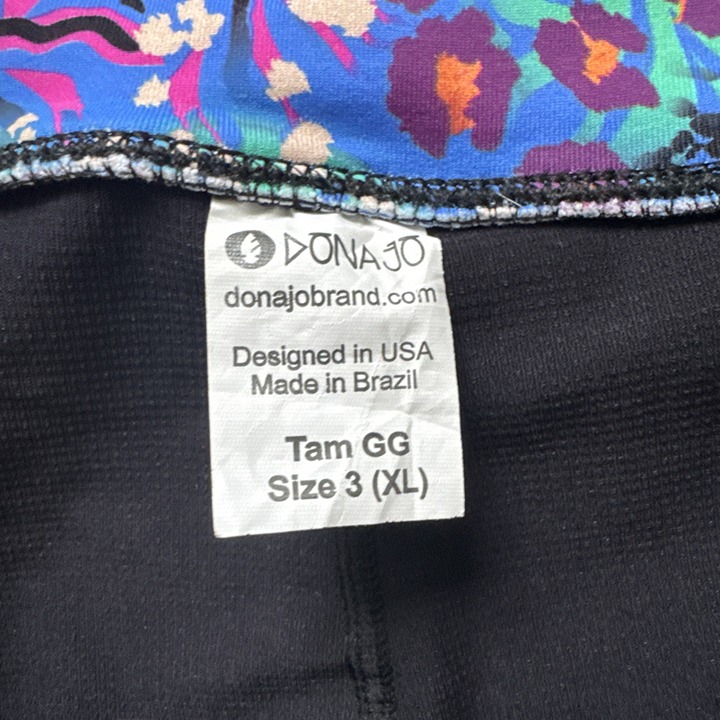 DONAJO
donajobrand.com
Designed in USA
Made in Brazil
Tam GG
Size 3 (XL)